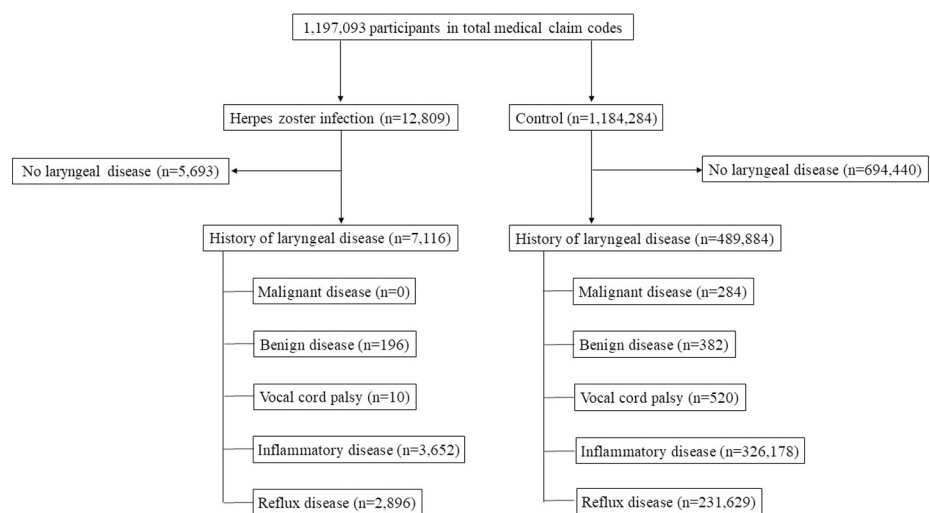 1,197,093 participants in total medical claim codes
Herpes zoster infection (n=12,809)
Control (n=1,184,284)
No laryngeal disease (n=5,693)
No laryngeal disease (n=694,440)
History of laryngeal disease (n=7,116)
History of laryngeal disease (n=489,884)
Malignant disease (n=0)
Malignant disease (n=284)
Benign disease (n=196)
Benign disease (n=382)
Vocal cord palsy (n=10)
Vocal cord palsy (n=520)
Inflammatory disease (n=3,652)
Inflammatory disease (n=326,178)
Reflux disease (n=2,896)
Reflux disease (n=231,629)